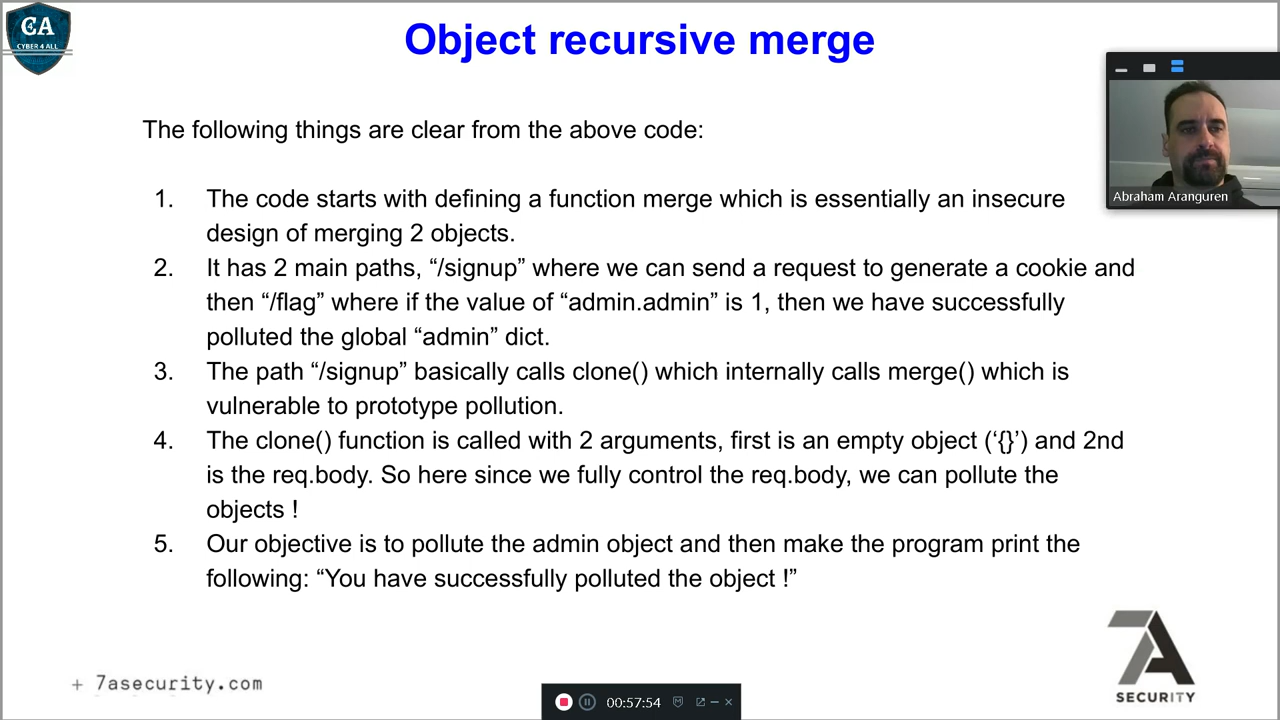 CA
CYBER 4 ALL
Object recursive merge
Abraham Aranguren
The following things are clear from the above code:
1. The code starts with defining a function merge which is essentially an insecure
design of merging 2 objects.
2. It has 2 main paths, “/signup” where we can send a request to generate a cookie and
then “/flag” where if the value of “admin.admin” is 1, then we have successfully
polluted the global “admin” dict.
3. The path “/signup” basically calls clone() which internally calls merge() which is
vulnerable to prototype pollution.
4. The clone() function is called with 2 arguments, first is an empty object (‘{}’) and 2nd
is the req.body. So here since we fully control the req.body, we can pollute the
objects !
5. Our objective is to pollute the admin object and then make the program print the
following: “You have successfully polluted the object !”
+ 7asecurity.com
00:57:54
7A
SECURITY